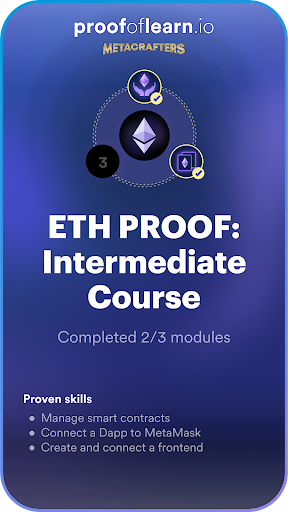 proofoflearn.io
METACRAFTERS
3
ETH PROOF:
Intermediate
Course
Completed 2/3 modules
Proven skills
• Manage smart contracts
• Connect a Dapp to MetaMask
• Create and connect a frontend